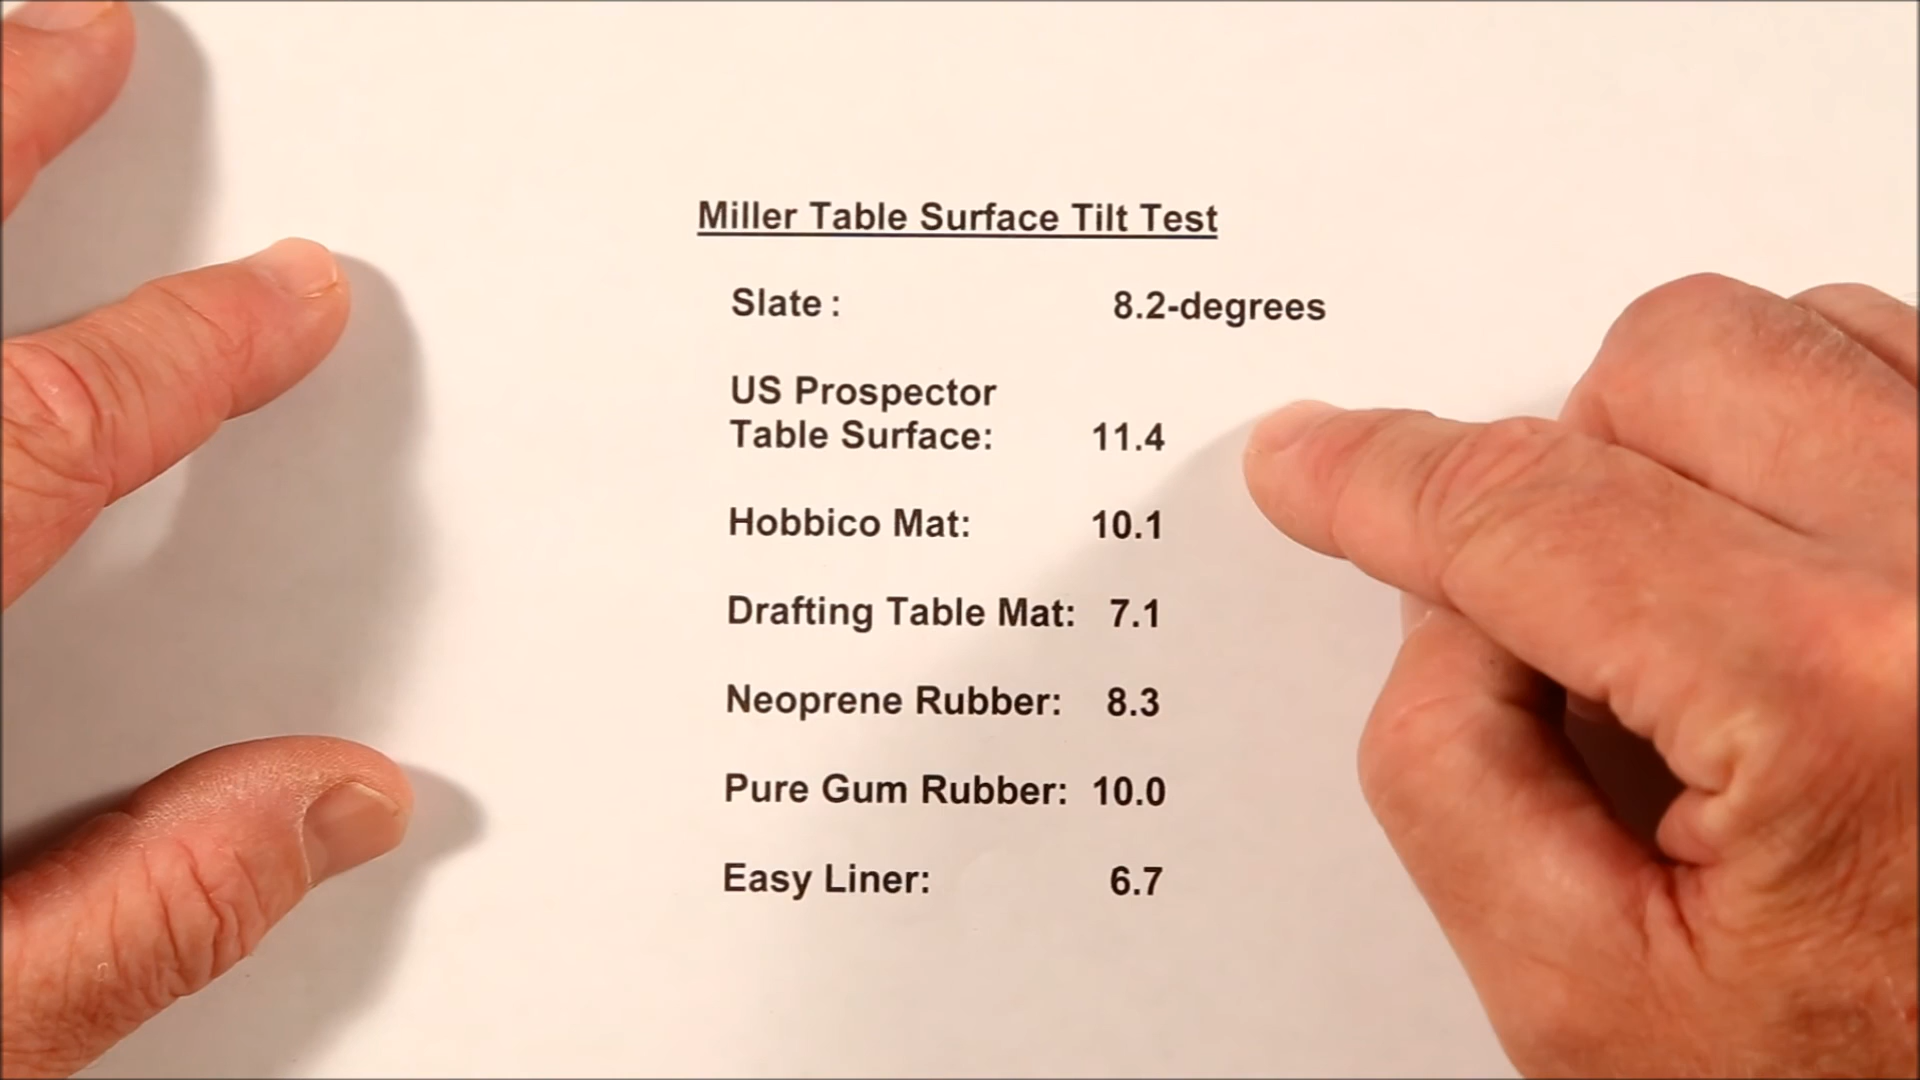 Miller Table Surface Tilt Test
Slate : 8.2-degrees
US Prospector
Table Surface: 11.4
Hobbico Mat: 10.1
Drafting Table Mat: 7.1
Neoprene Rubber: 8.3
Pure Gum Rubber: 10.0
Easy Liner: 6.7